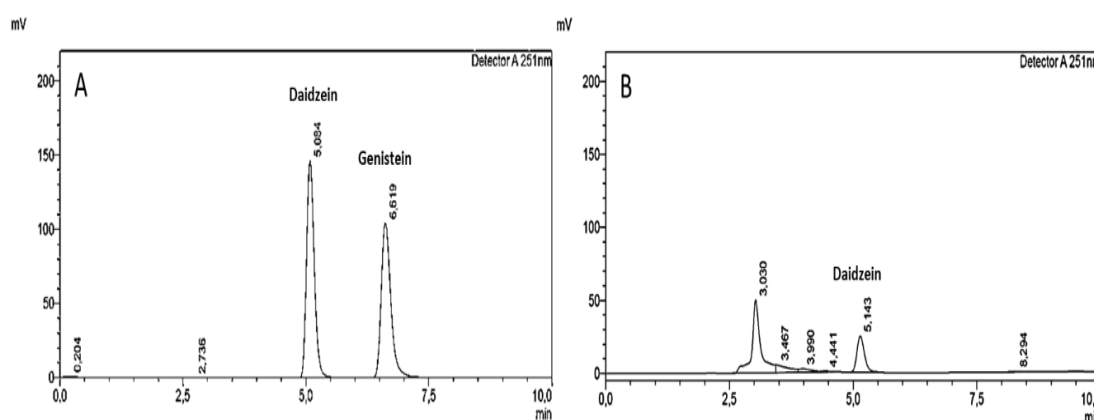 mV
Detector A 251nm
A
Daidzein
5,084
Genistein
6,619
0,204
2,736
200
150
100
50
0
0,0 2,5 5,0 7,5 10,0
min
mV
Detector A 251nm
B
Daidzein
3,030
3,467
3,990
4,441
5,143
8,294
200
150
100
50
0
0,0 2,5 5,0 7,5 10,
mi